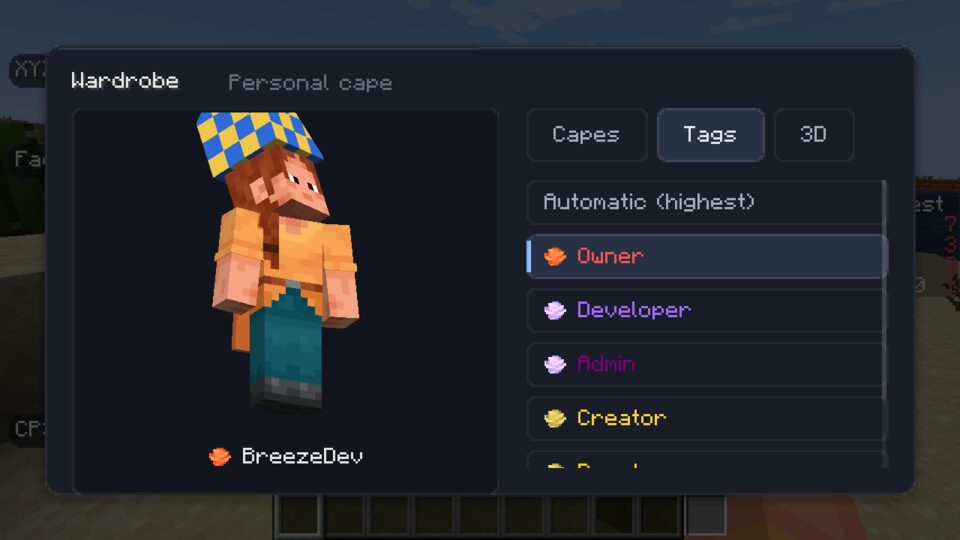 Wardrobe
Personal cape
Capes
Tags
3D
Automatic (highest)
Owner
Developer
Admin
Creator
BreezeDev